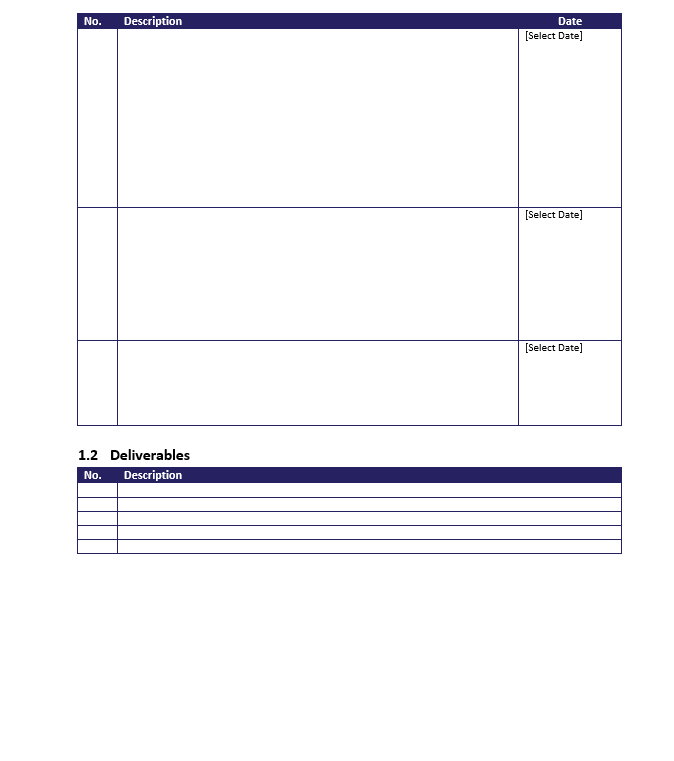 No. Description Date
[Select Date]
[Select Date]
[Select Date]
1.2 Deliverables
No. Description